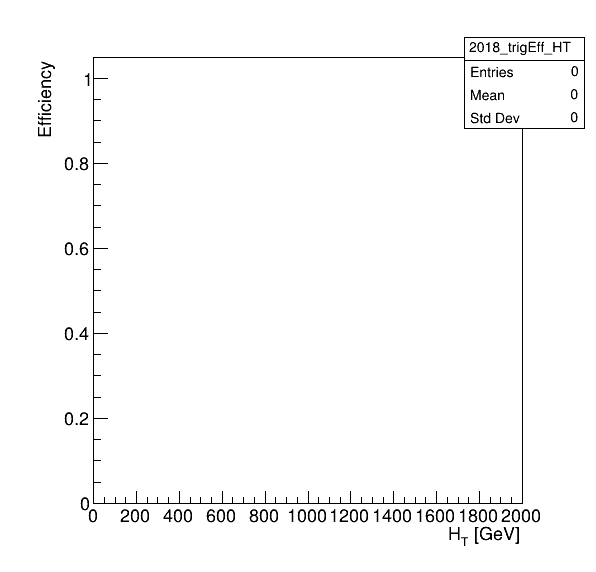 2018_trigEff_HT
Entries 0
Mean 0
Std Dev 0
Efficiency
1
0.8
0.6
0.4
0.2
0
0 200 400 600 800 1000 1200 1400 1600 1800 2000
H_T [GeV]